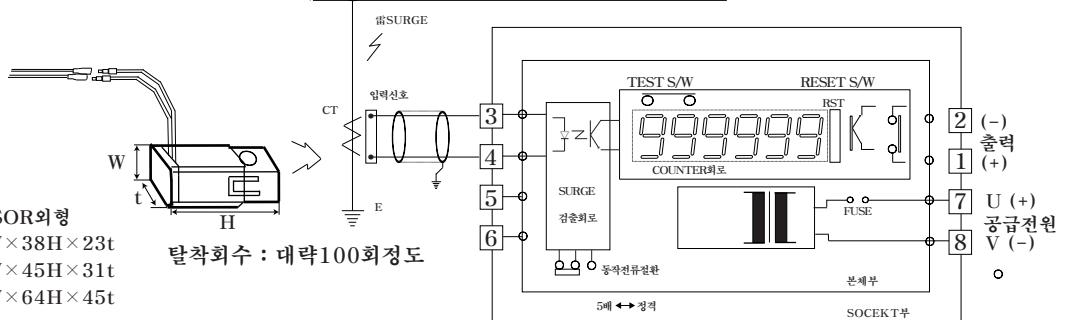 雷SURGE
TEST S/W
RESET S/W
CT
입력신호
RST
3
999999
2
(-)
출력
4
COUNTER회로
1
(+)
W
t
H
E
5
SURGE
검출회로
FUSE
7
U (+)
공급전원
6
8
V (-)
SOR외형
×38H×23t
×45H×31t
×64H×45t
탈착회수 : 대략100회정도
동작전류절환
본체부
5배 ↔ 정격
SOCEKT부